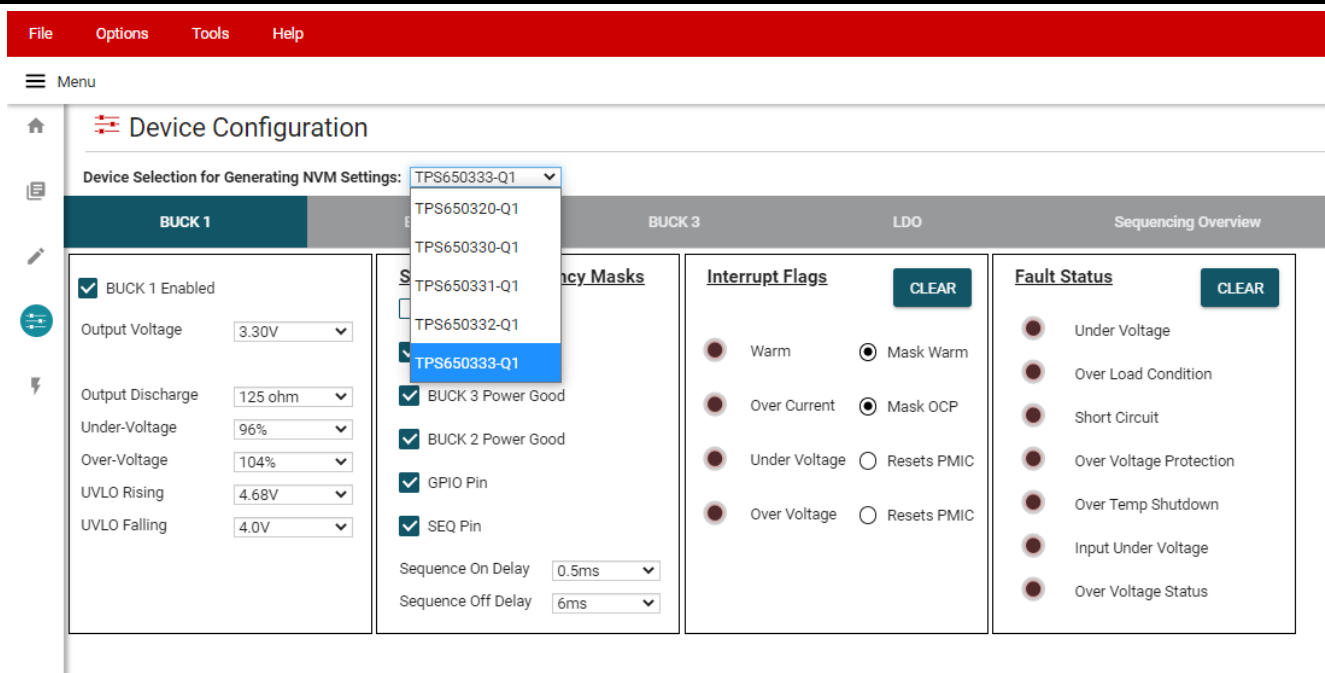 File Options Tools Help
Menu
Device Configuration
Device Selection for Generating NVM Settings: TPS650333-Q1
TPS650320-Q1
TPS650330-Q1
TPS650331-Q1
TPS650332-Q1
TPS650333-Q1
BUCK 1 BUCK 3 LDO Sequencing Overview
BUCK 1 Enabled
Output Voltage 3.30V
Output Discharge 125 ohm
Under-Voltage 96%
Over-Voltage 104%
UVLO Rising 4.68V
UVLO Falling 4.0V
Masks
BUCK 3 Power Good
BUCK 2 Power Good
GPIO Pin
SEQ Pin
Sequence On Delay 0.5ms
Sequence Off Delay 6ms
Interrupt Flags CLEAR
Warm Mask Warm
Over Current Mask OCP
Under Voltage Resets PMIC
Over Voltage Resets PMIC
Fault Status CLEAR
Under Voltage
Over Load Condition
Short Circuit
Over Voltage Protection
Over Temp Shutdown
Input Under Voltage
Over Voltage Status